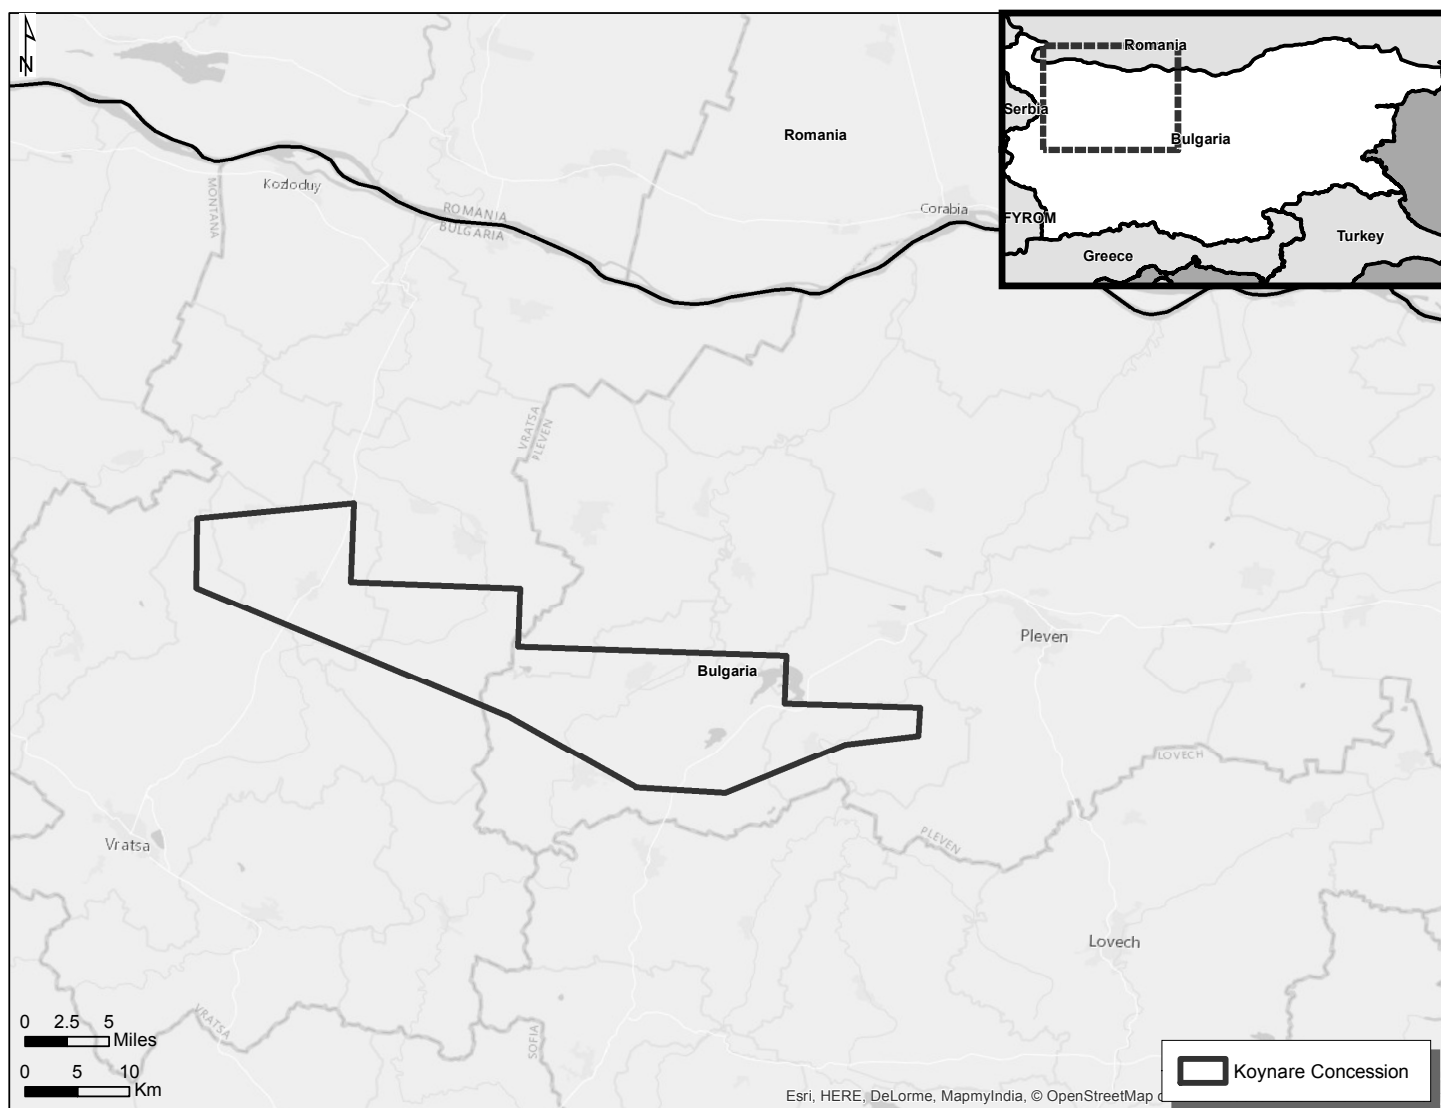 N
Romania
Serbia
Bulgaria
FYROM
Turkey
Greece
Romania
MONTANA
Kozloduy
ROMANIA
BULGARIA
Corabia
VRATSA
PLEVEN
Pleven
Bulgaria
LOVECH
PLEVEN
Vratsa
Lovech
VRATSA
SOFIA
0 2.5 5
Miles
0 5 10
Km
Koynare Concession
Esri, HERE, DeLorme, MapmyIndia, © OpenStreetMap